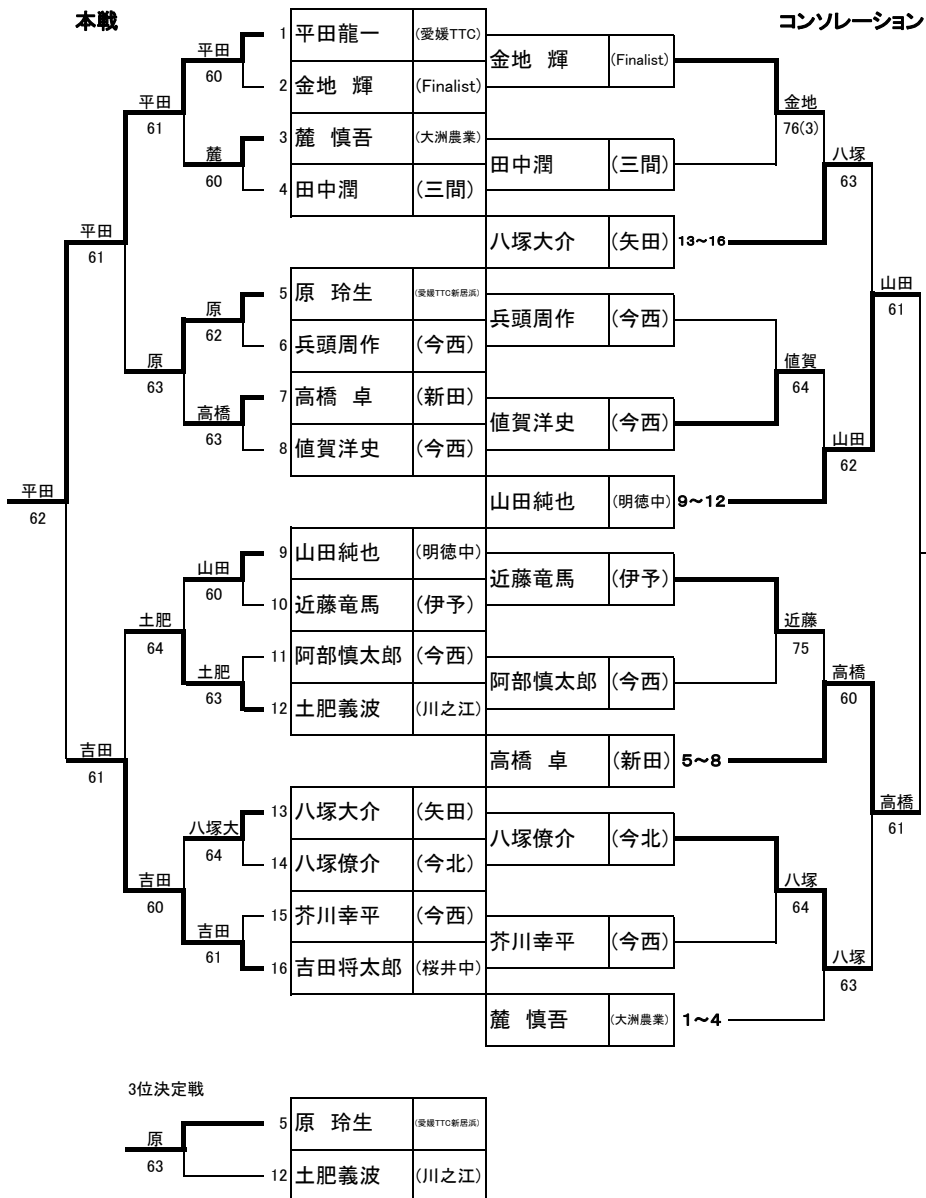 本戦 コンソレーション
1 平田龍一 (愛媛TTC)
2 金地 輝 (Finalist)
3 麓 慎吾 (大洲農業)
4 田中潤 (三間)
5 原 玲生 (愛媛TTC新居浜)
6 兵頭周作 (今西)
7 高橋 卓 (新田)
8 値賀洋史 (今西)
9 山田純也 (明徳中)
10 近藤竜馬 (伊予)
11 阿部慎太郎 (今西)
12 土肥義波 (川之江)
13 八塚大介 (矢田)
14 八塚僚介 (今北)
15 芥川幸平 (今西)
16 吉田将太郎 (桜井中)
平田
60
麓
60
原
62
高橋
63
山田
60
土肥
63
八塚大
64
吉田
61
平田
61
原
63
土肥
64
吉田
60
平田
61
吉田
61
平田
62
金地 輝 (Finalist)
田中潤 (三間)
八塚大介 (矢田) 13~16
兵頭周作 (今西)
値賀洋史 (今西)
山田純也 (明徳中) 9~12
近藤竜馬 (伊予)
阿部慎太郎 (今西)
高橋 卓 (新田) 5~8
八塚僚介 (今北)
芥川幸平 (今西)
麓 慎吾 (大洲農業) 1~4
金地
76(3)
値賀
64
近藤
75
八塚
64
八塚
63
山田
62
高橋
60
八塚
63
山田
61
高橋
61
3位決定戦
5 原 玲生 (愛媛TTC新居浜)
12 土肥義波 (川之江)
原
63